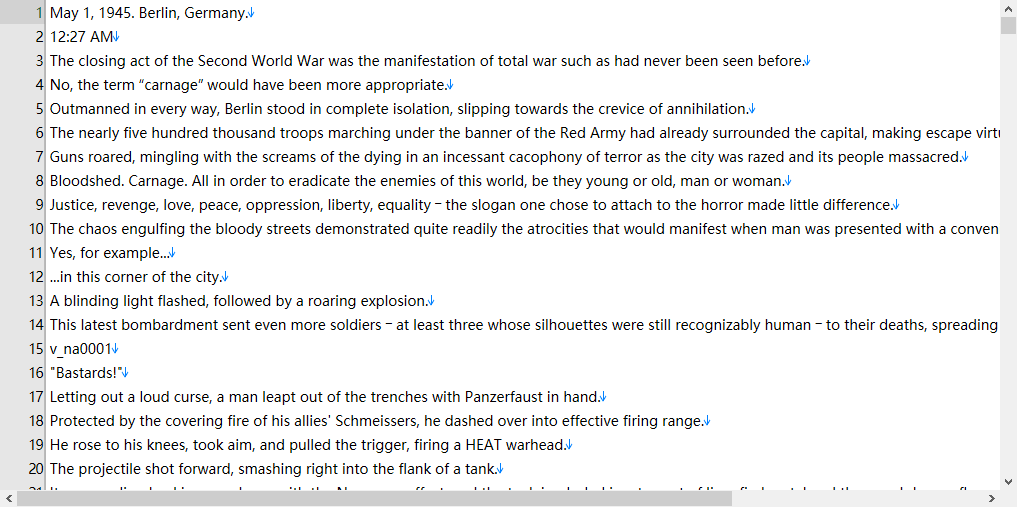 1 May 1, 1945. Berlin, Germany.↓
2 12:27 AM↓
3 The closing act of the Second World War was the manifestation of total war such as had never been seen before.↓
4 No, the term “carnage” would have been more appropriate.↓
5 Outmanned in every way, Berlin stood in complete isolation, slipping towards the crevice of annihilation.↓
6 The nearly five hundred thousand troops marching under the banner of the Red Army had already surrounded the capital, making escape
7 Guns roared, mingling with the screams of the dying in an incessant cacophony of terror as the city was razed and its people massacred.↓
8 Bloodshed. Carnage. All in order to eradicate the enemies of this world, be they young or old, man or woman.↓
9 Justice, revenge, love, peace, oppression, liberty, equality – the slogan one chose to attach to the horror made little difference.↓
10 The chaos engulfing the bloody streets demonstrated quite readily the atrocities that would manifest when man was presented with a conven
11 Yes, for example...↓
12 ...in this corner of the city.↓
13 A blinding light flashed, followed by a roaring explosion.↓
14 This latest bombardment sent even more soldiers – at least three whose silhouettes were still recognizably human – to their deaths, spreading
15 v_na0001↓
16 "Bastards!"↓
17 Letting out a loud curse, a man leapt out of the trenches with Panzerfaust in hand.↓
18 Protected by the covering fire of his allies' Schmeissers, he dashed over into effective firing range.↓
19 He rose to his knees, took aim, and pulled the trigger, firing a HEAT warhead.↓
20 The projectile shot forward, smashing right into the flank of a tank.↓